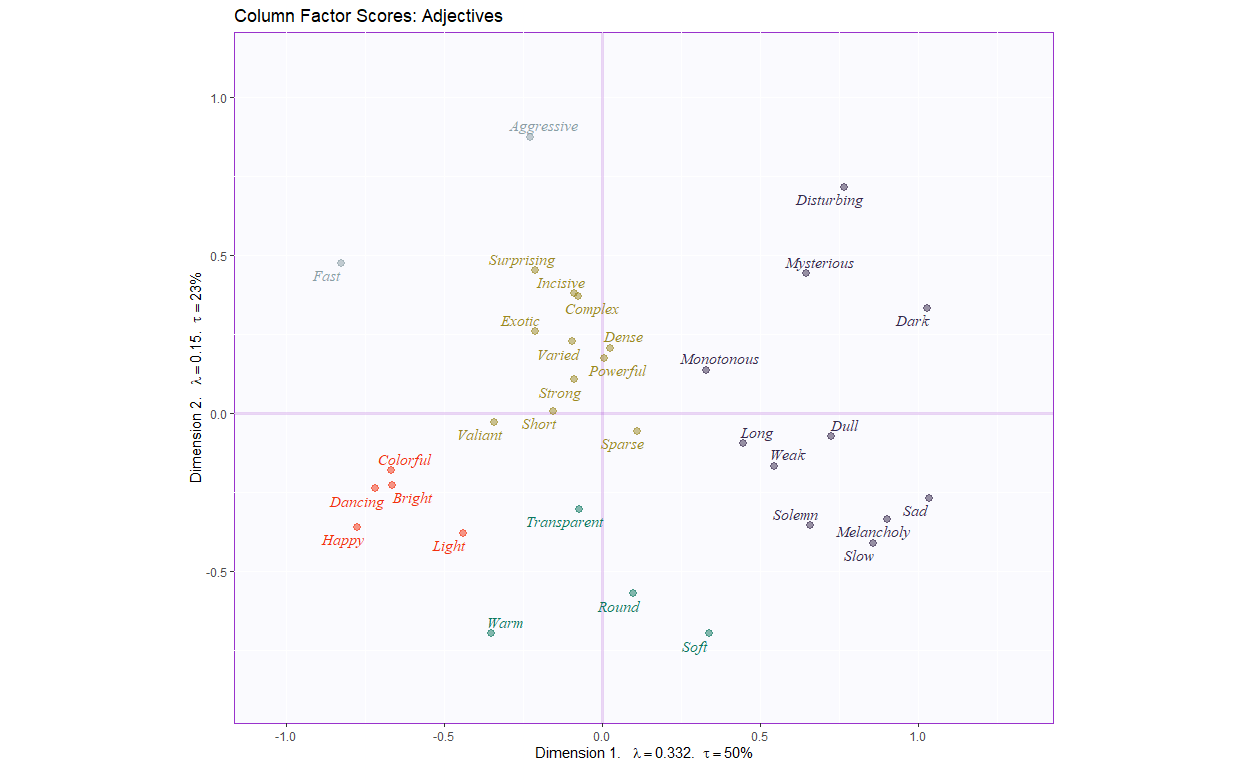 Column Factor Scores: Adjectives
1.0
Aggressive
Disturbing
0.5
Surprising
Mysterious
Fast
Incisive
Complex
Exotic
Dark
Dense
Varied
Monotonous
Powerful
Strong
0.0
Short
Valiant
Long
Dull
Sparse
Weak
Colorful
Dancing
Bright
Sad
Solemn
Transparent
Melancholy
Happy
Light
Slow
-0.5
Round
Warm
Soft
-1.0
-0.5
0.0
0.5
1.0
Dimension 1. λ = 0.332. τ = 50%
Dimension 2. λ = 0.15. τ = 23%